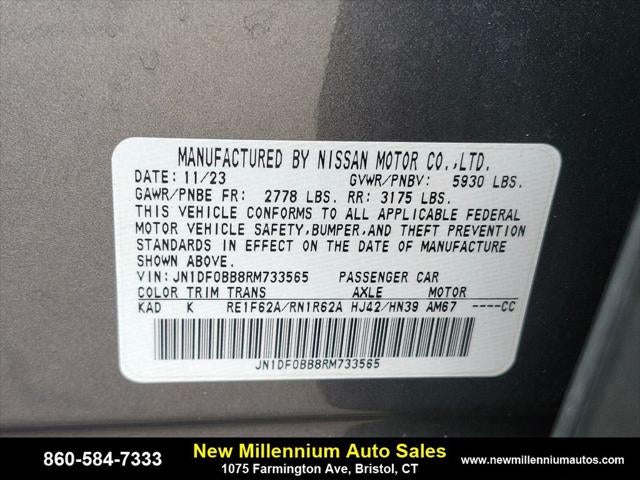 MANUFACTURED BY NISSAN MOTOR CO.,LTD.
DATE: 11/23 GVWR/PNBV: 5930 LBS.
GAWR/PNBE FR: 2778 LBS. RR: 3175 LBS.
THIS VEHICLE CONFORMS TO ALL APPLICABLE FEDERAL
MOTOR VEHICLE SAFETY,BUMPER,AND THEFT PREVENTION
STANDARDS IN EFFECT ON THE DATE OF MANUFACTURE
SHOWN ABOVE.
VIN: JN1DF0BB8RM733565 PASSENGER CAR
COLOR TRIM TRANS AXLE MOTOR
KAD K RE1F62A/RN1R62A HJ42/HN39 AM67 ----CC
JN1DF0BB8RM733565
860-584-7333
New Millennium Auto Sales
1075 Farmington Ave, Bristol, CT
www.newmillenniumautos.com